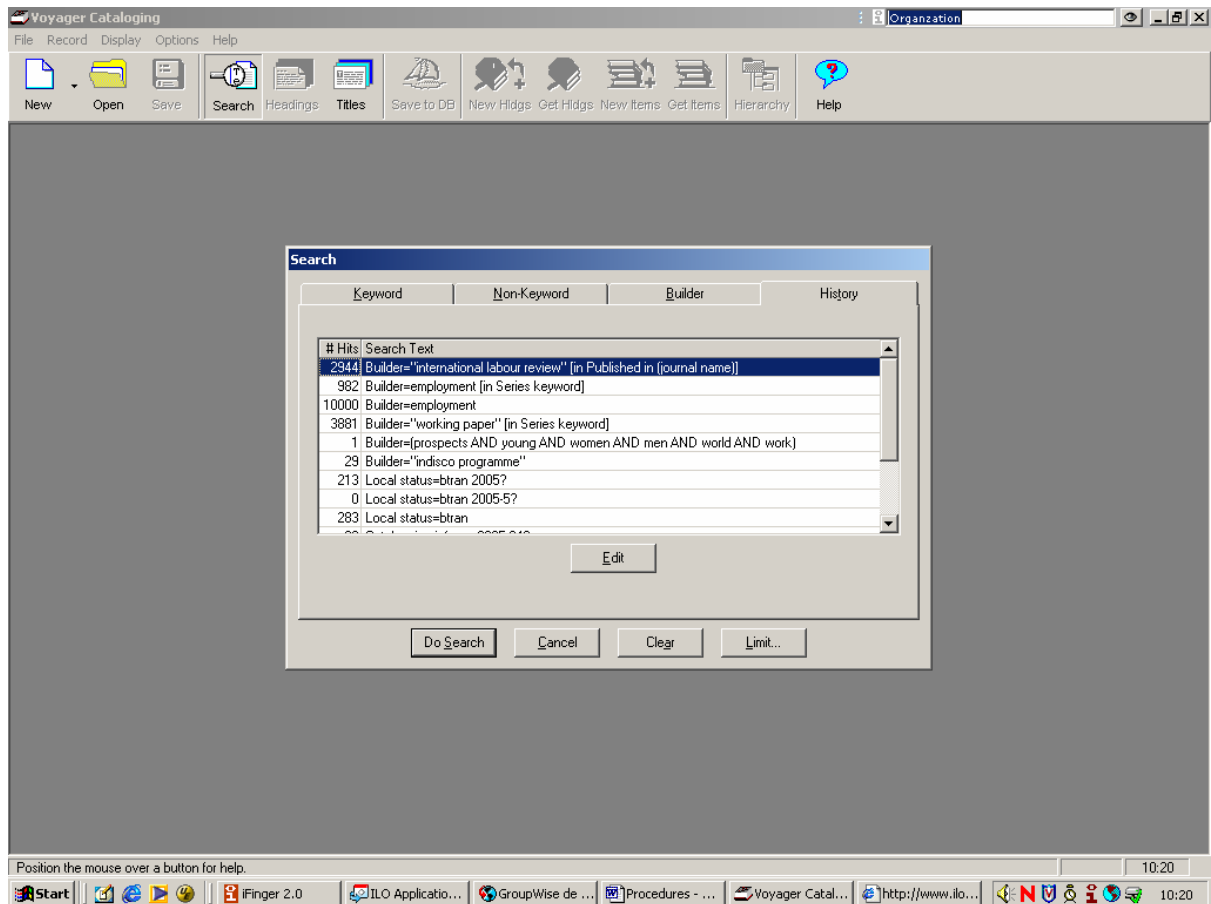 Voyager Cataloging
Organzation
File Record Display Options Help
New Open Save Search Headings Titles Save to DB New Hldgs Get Hldgs New Items Get Items Hierarchy Help
Search
Keyword Non-Keyword Builder History
# Hits Search Text
2944 Builder="international labour review" [in Published in (journal name)]
982 Builder=employment [in Series keyword]
10000 Builder=employment
3881 Builder="working paper" [in Series keyword]
1 Builder=(prospects AND young AND women AND men AND world AND work)
29 Builder="indisco programme"
213 Local status=btran 2005?
0 Local status=btran 2005-5?
283 Local status=btran
Edit
Do Search Cancel Clear Limit...
Position the mouse over a button for help. 10:20
Start iFinger 2.0 ILO Applicatio... GroupWise de ... Procedures - ... Voyager Catal... http://www.ilo... N 10:20